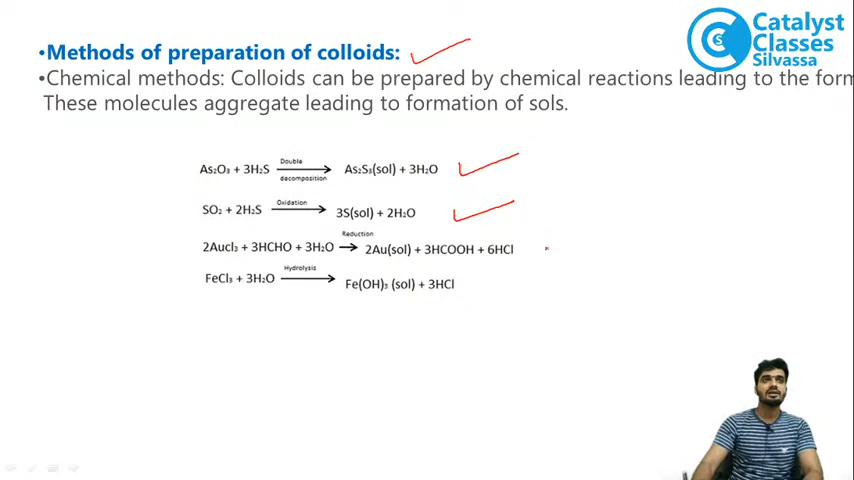 Catalyst
Classes
Silvassa
•Methods of preparation of colloids:
•Chemical methods: Colloids can be prepared by chemical reactions leading to the form
These molecules aggregate leading to formation of sols.
As₂O₃ + 3H₂S Double decomposition As₂S₃(sol) + 3H₂O
SO₂ + 2H₂S Oxidation 3S(sol) + 2H₂O
2Aucl₃ + 3HCHO + 3H₂O Reduction 2Au(sol) + 3HCOOH + 6HCl
FeCl₃ + 3H₂O Hydrolysis Fe(OH)₃ (sol) + 3HCl